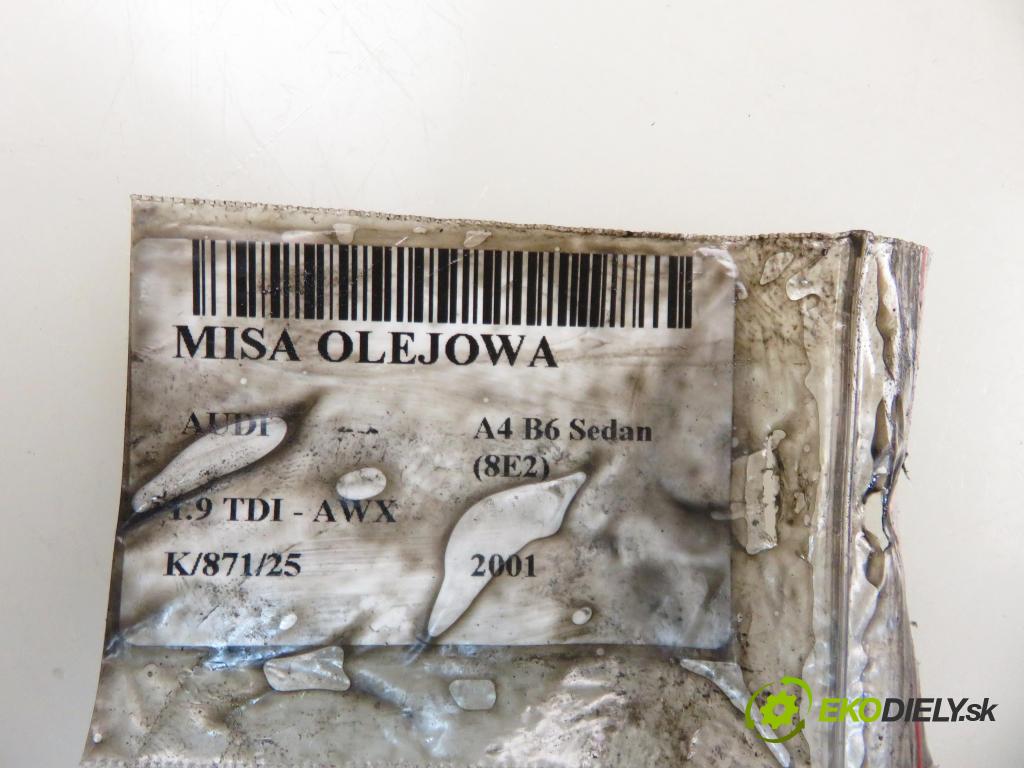 MISA OLEJOWA
AUDI A4 B6 Sedan
(8E2)
1.9 TDI - AWX
K/871/25 2001
EKODIELY.sk